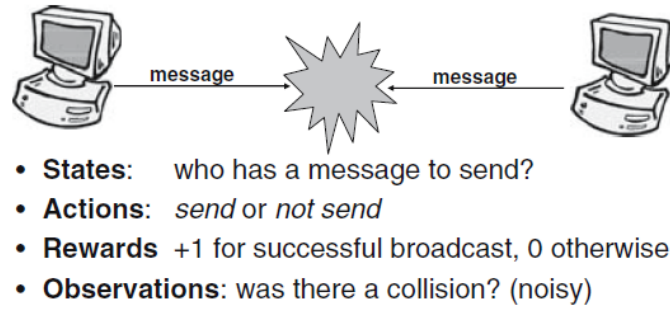 message message
• States: who has a message to send?
• Actions: send or not send
• Rewards +1 for successful broadcast, 0 otherwise
• Observations: was there a collision? (noisy)